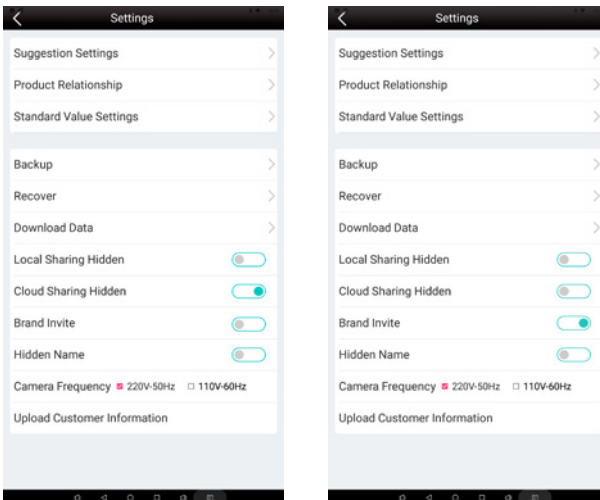 Settings
Suggestion Settings
Product Relationship
Standard Value Settings
Backup
Recover
Download Data
Local Sharing Hidden
Cloud Sharing Hidden
Brand Invite
Hidden Name
Camera Frequency 220V-50Hz 110V-60Hz
Upload Customer Information
Settings
Suggestion Settings
Product Relationship
Standard Value Settings
Backup
Recover
Download Data
Local Sharing Hidden
Cloud Sharing Hidden
Brand Invite
Hidden Name
Camera Frequency 220V-50Hz 110V-60Hz
Upload Customer Information